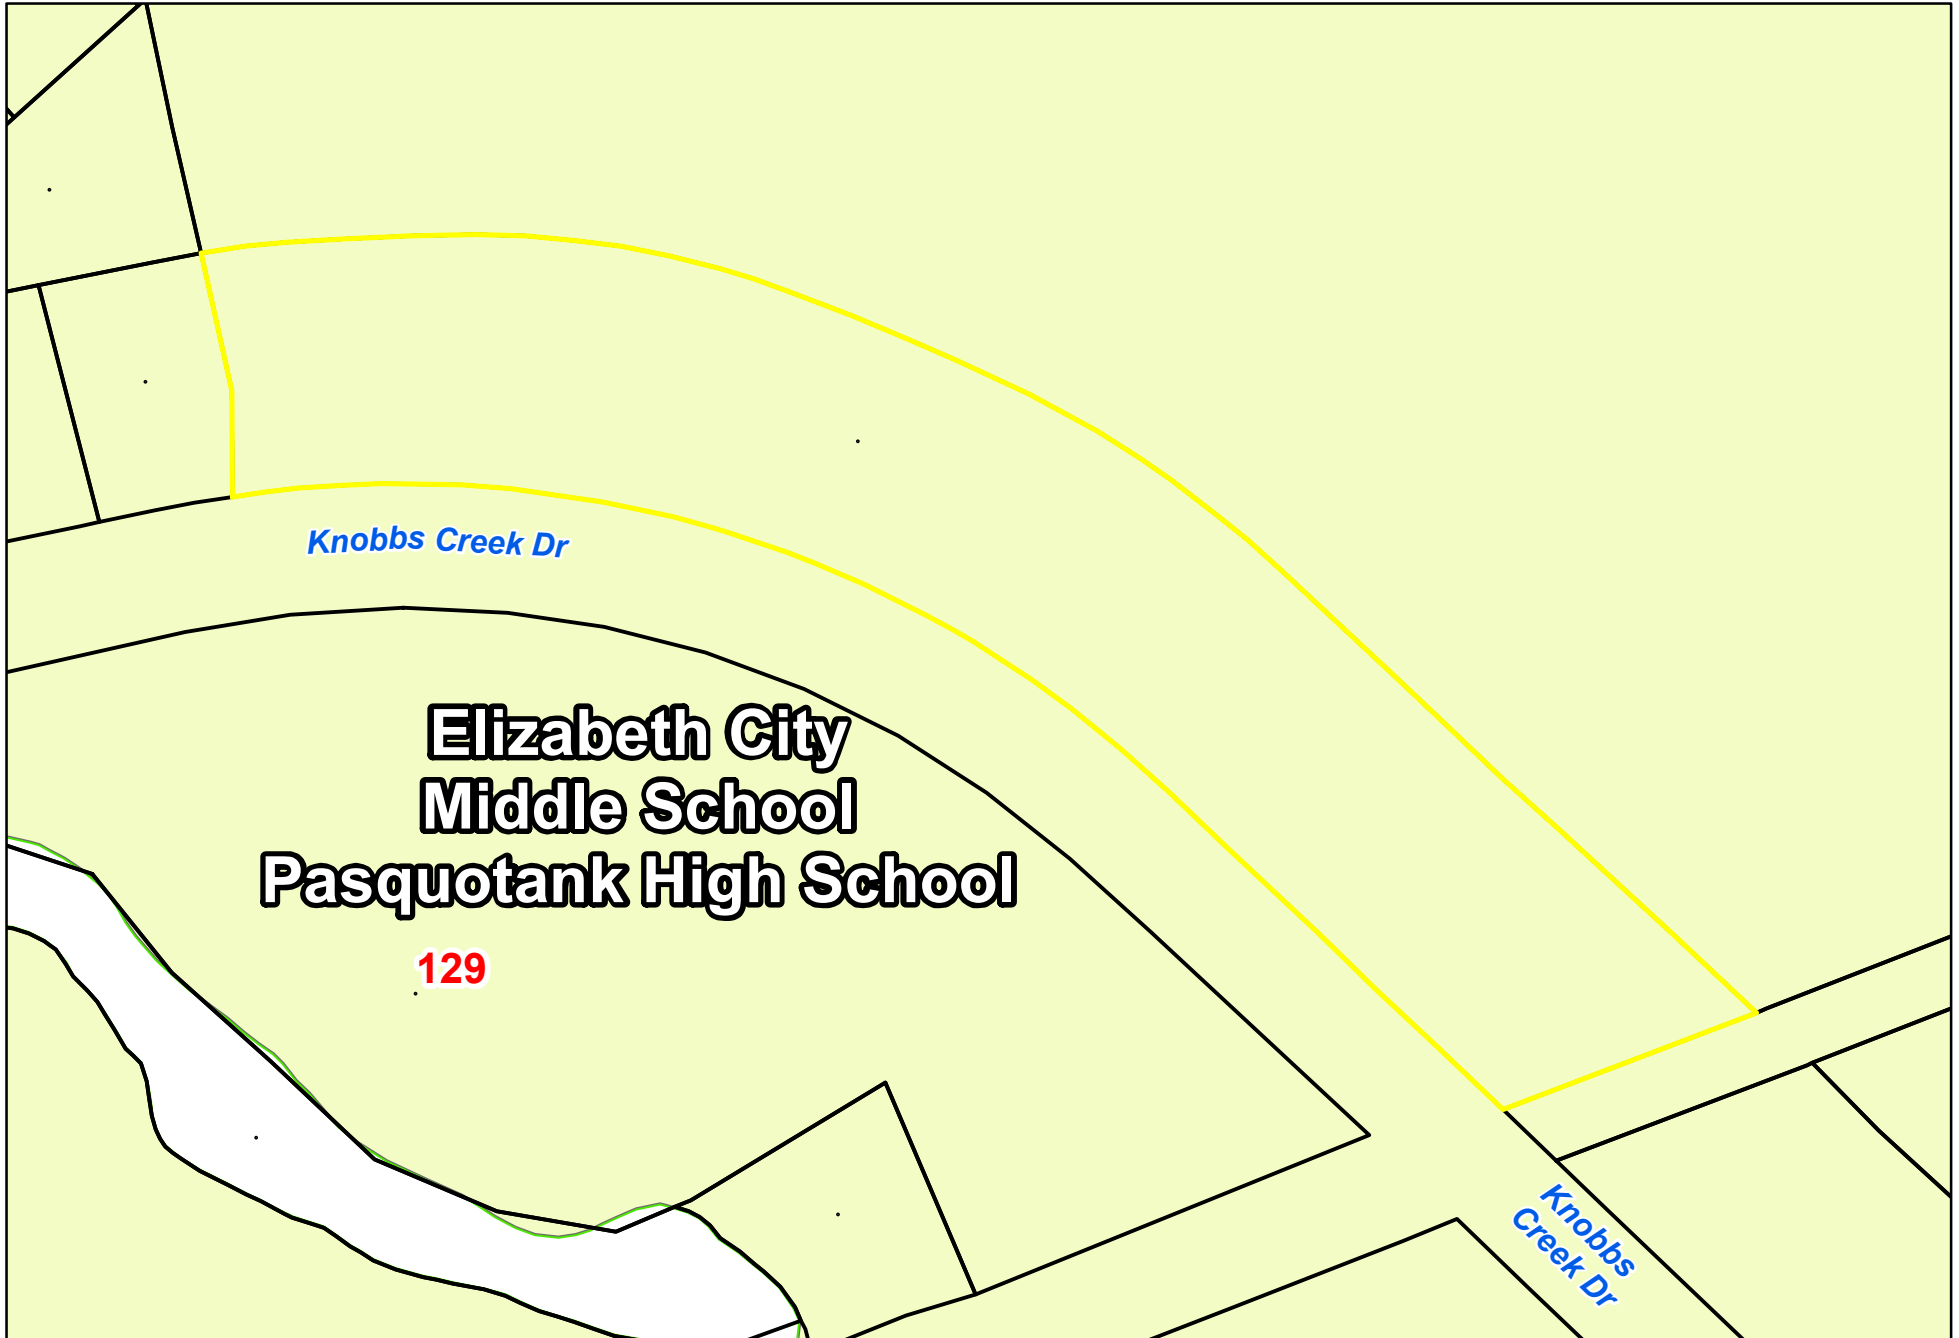 Knobbs Creek Dr
Elizabeth City
Middle School
Pasquotank High School
129
Knobbs
Creek Dr